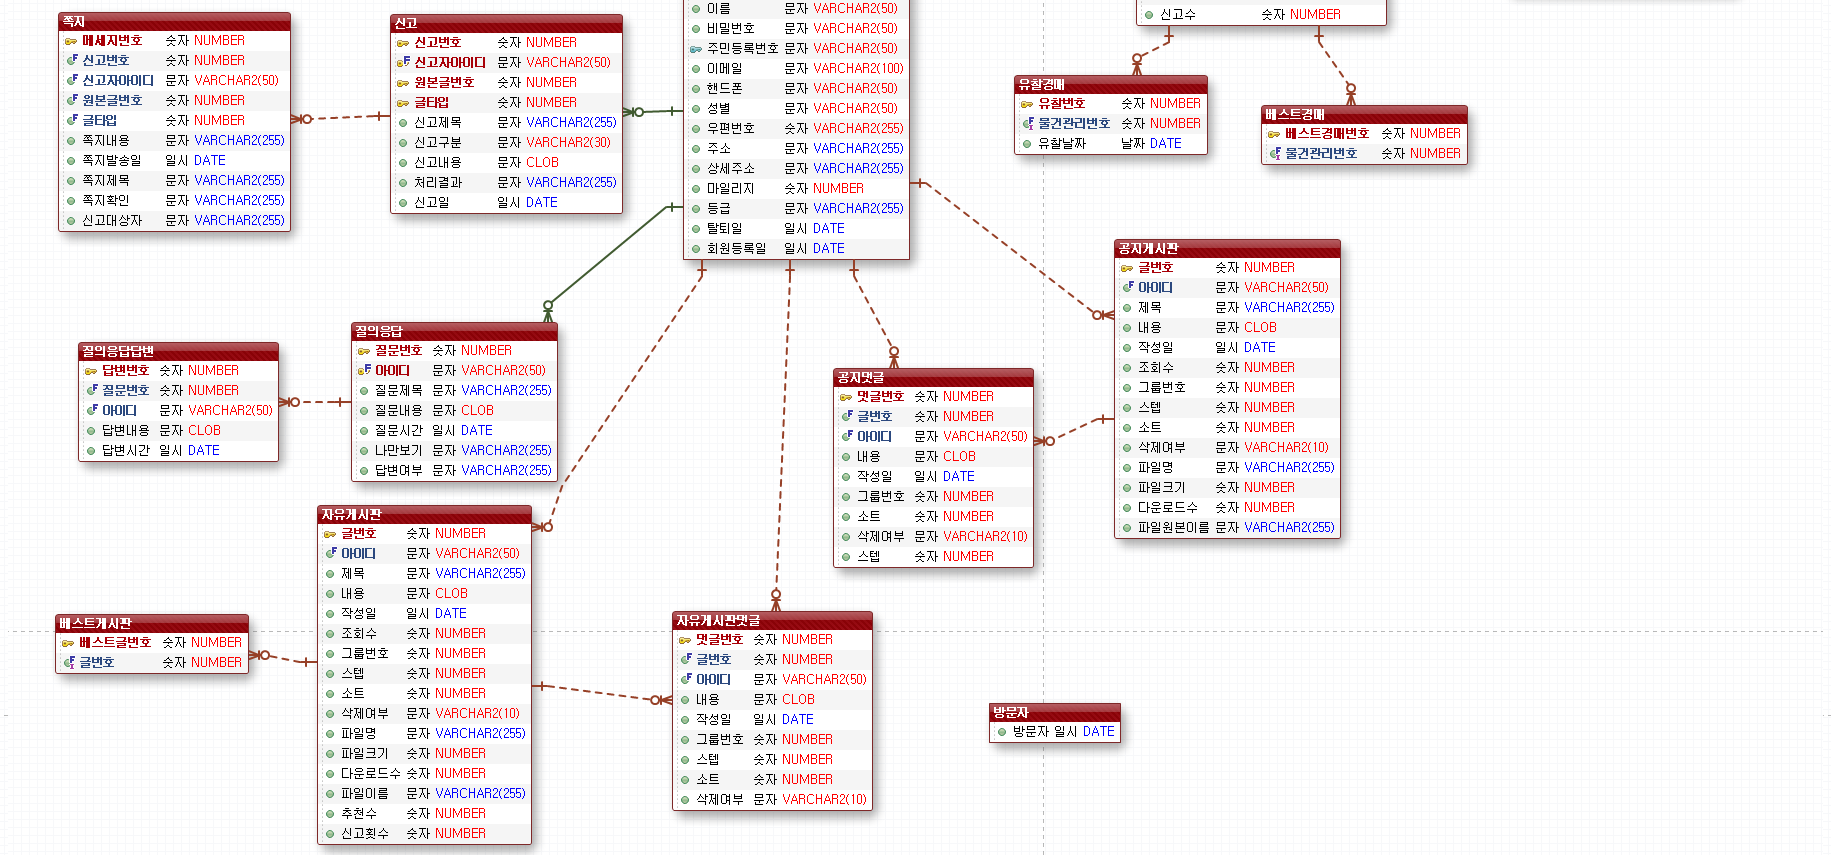 쪽지
메세지번호 숫자 NUMBER
신고번호 숫자 NUMBER
신고자아이디 문자 VARCHAR2(50)
원본글번호 숫자 NUMBER
글타입 숫자 NUMBER
쪽지내용 문자 VARCHAR2(255)
쪽지발송일 일시 DATE
쪽지제목 문자 VARCHAR2(255)
쪽지확인 문자 VARCHAR2(255)
신고대상자 문자 VARCHAR2(255)
신고
신고번호 숫자 NUMBER
신고자아이디 문자 VARCHAR2(50)
원본글번호 숫자 NUMBER
글타입 숫자 NUMBER
신고제목 문자 VARCHAR2(255)
신고구분 문자 VARCHAR2(30)
신고내용 문자 CLOB
처리결과 문자 VARCHAR2(255)
신고일 일시 DATE
이름 문자 VARCHAR2(50)
비밀번호 문자 VARCHAR2(50)
주민등록번호 문자 VARCHAR2(50)
이메일 문자 VARCHAR2(100)
핸드폰 문자 VARCHAR2(50)
성별 문자 VARCHAR2(50)
우편번호 문자 VARCHAR2(255)
주소 문자 VARCHAR2(255)
상세주소 문자 VARCHAR2(255)
마일리지 숫자 NUMBER
등급 문자 VARCHAR2(255)
탈퇴일 일시 DATE
회원등록일 일시 DATE
신고수 숫자 NUMBER
유찰경매
유찰번호 숫자 NUMBER
물건관리번호 숫자 NUMBER
유찰날짜 날짜 DATE
베스트경매
베스트경매번호 숫자 NUMBER
물건관리번호 숫자 NUMBER
공지게시판
글번호 숫자 NUMBER
아이디 문자 VARCHAR2(50)
제목 문자 VARCHAR2(255)
내용 문자 CLOB
작성일 일시 DATE
조회수 숫자 NUMBER
그룹번호 숫자 NUMBER
스텝 숫자 NUMBER
소트 숫자 NUMBER
삭제여부 문자 VARCHAR2(10)
파일명 문자 VARCHAR2(255)
파일크기 숫자 NUMBER
다운로드수 숫자 NUMBER
파일원본이름 문자 VARCHAR2(255)
질의응답답변
답변번호 숫자 NUMBER
질문번호 숫자 NUMBER
아이디 문자 VARCHAR2(50)
답변내용 문자 CLOB
답변시간 일시 DATE
질의응답
질문번호 숫자 NUMBER
아이디 문자 VARCHAR2(50)
질문제목 문자 VARCHAR2(255)
질문내용 문자 CLOB
질문시간 일시 DATE
나만보기 문자 VARCHAR2(255)
답변여부 문자 VARCHAR2(255)
공지댓글
댓글번호 숫자 NUMBER
글번호 숫자 NUMBER
아이디 문자 VARCHAR2(50)
내용 문자 CLOB
작성일 일시 DATE
그룹번호 숫자 NUMBER
소트 숫자 NUMBER
삭제여부 문자 VARCHAR2(10)
스텝 숫자 NUMBER
자유게시판
글번호 숫자 NUMBER
아이디 문자 VARCHAR2(50)
제목 문자 VARCHAR2(255)
내용 문자 CLOB
작성일 일시 DATE
조회수 숫자 NUMBER
그룹번호 숫자 NUMBER
스텝 숫자 NUMBER
소트 숫자 NUMBER
삭제여부 문자 VARCHAR2(10)
파일명 문자 VARCHAR2(255)
파일크기 숫자 NUMBER
다운로드수 숫자 NUMBER
파일이름 문자 VARCHAR2(255)
추천수 숫자 NUMBER
신고횟수 숫자 NUMBER
베스트게시판
베스트글번호 숫자 NUMBER
글번호 숫자 NUMBER
자유게시판댓글
댓글번호 숫자 NUMBER
글번호 숫자 NUMBER
아이디 문자 VARCHAR2(50)
내용 문자 CLOB
작성일 일시 DATE
그룹번호 숫자 NUMBER
스텝 숫자 NUMBER
소트 숫자 NUMBER
삭제여부 문자 VARCHAR2(10)
방문자
방문자 일시 DATE